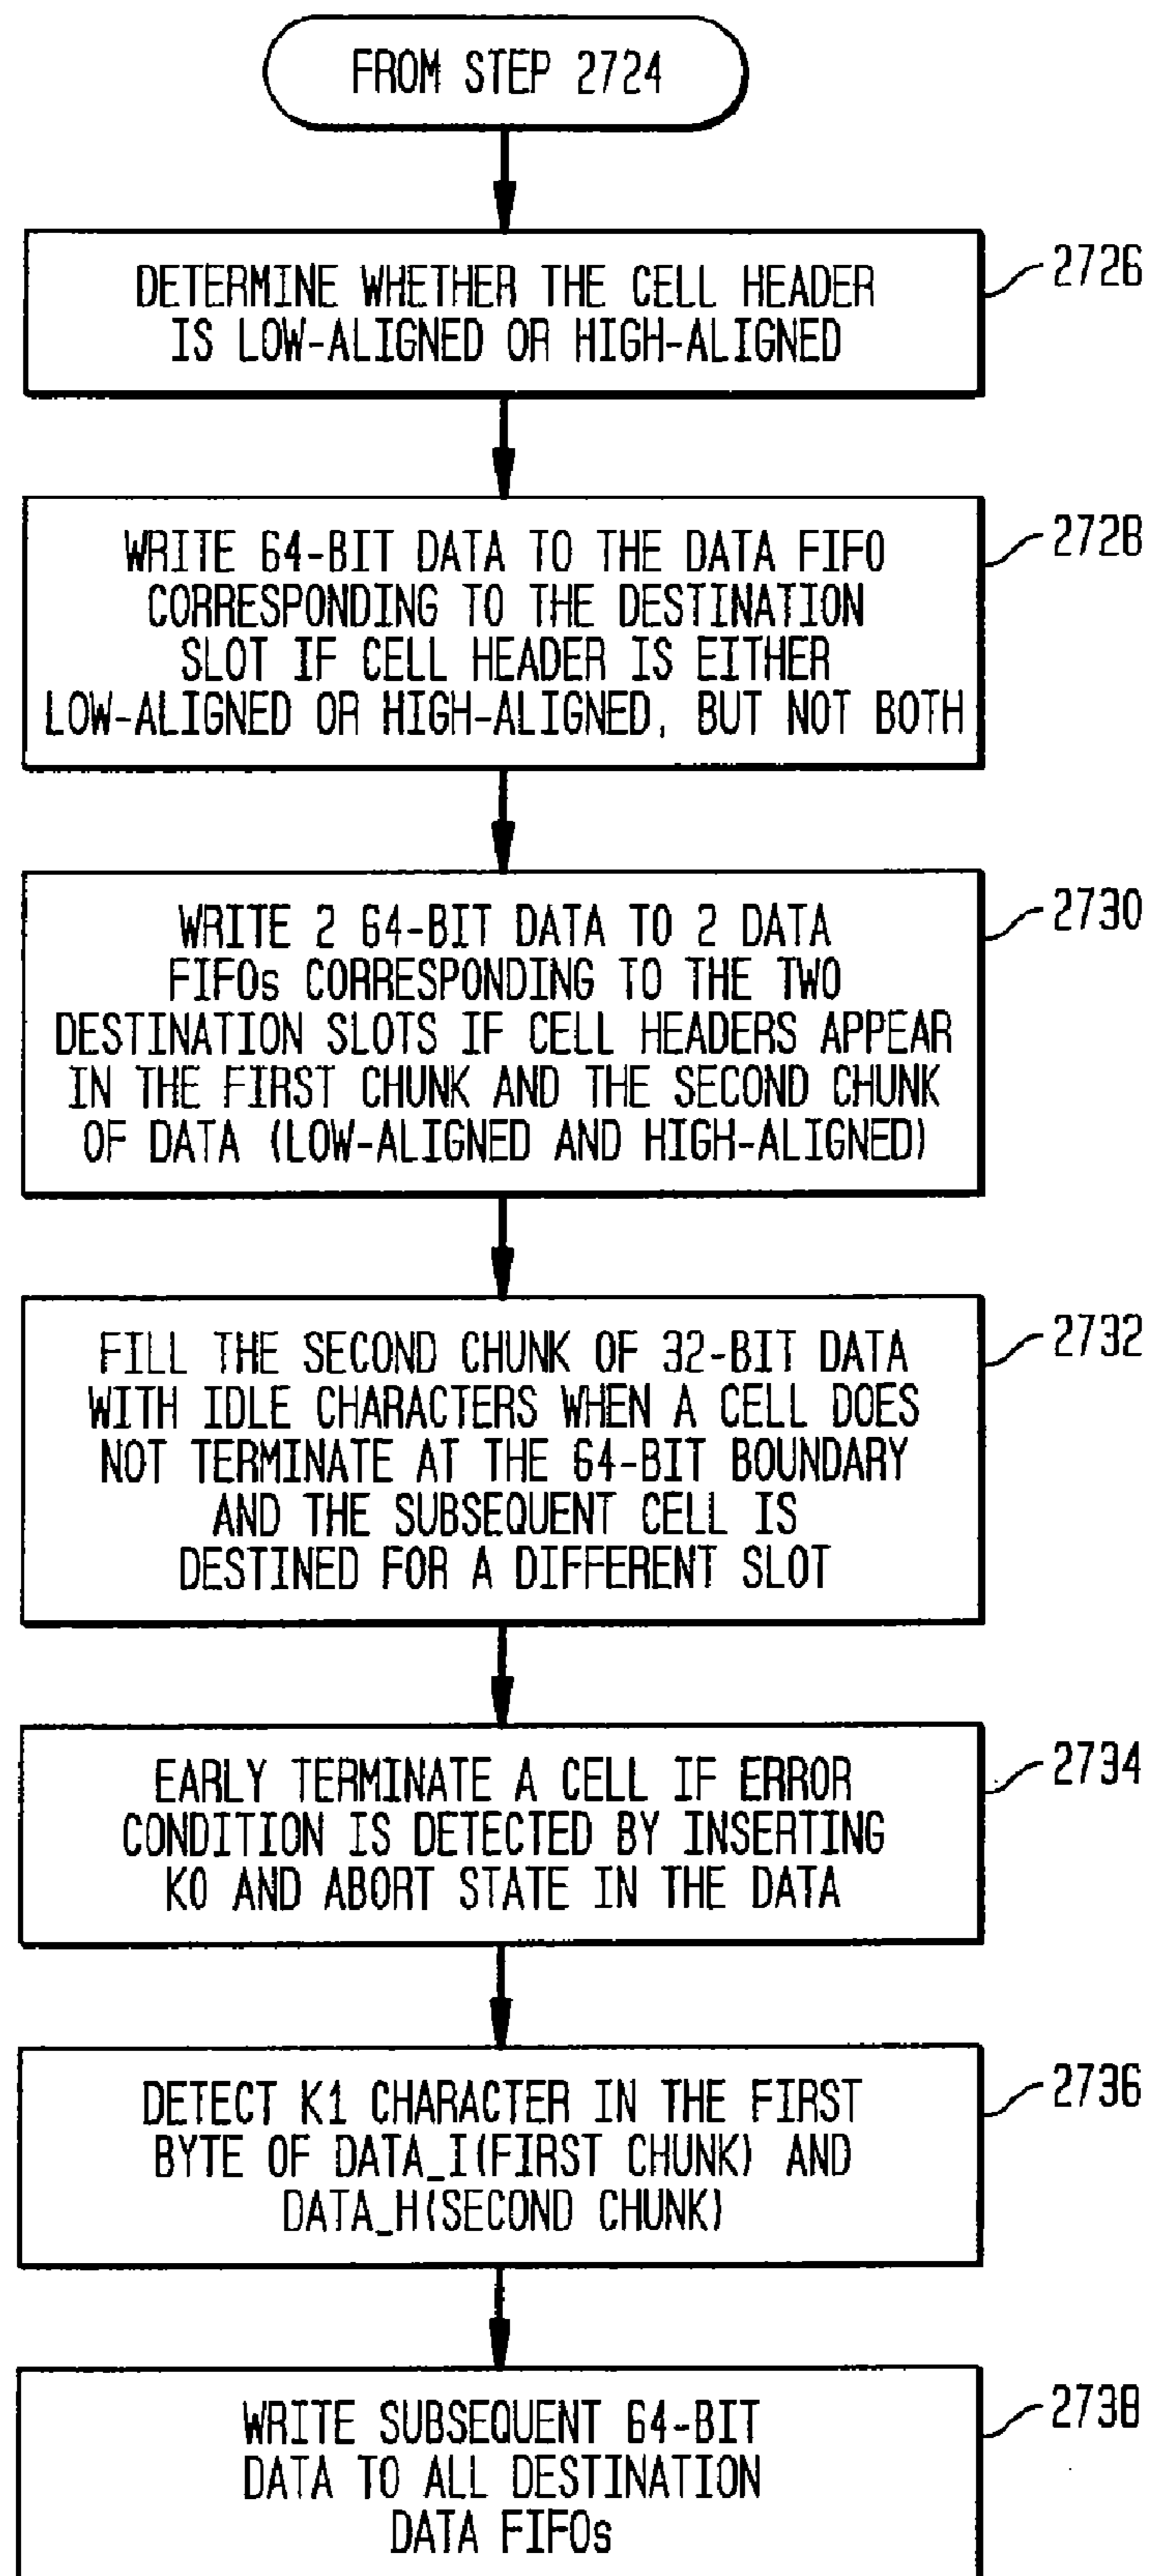 FROM STEP 2724
DETERMINE WHETHER THE CELL HEADER
IS LOW-ALIGNED OR HIGH-ALIGNED
2726
WRITE 64-BIT DATA TO THE DATA FIFO
CORRESPONDING TO THE DESTINATION
SLOT IF CELL HEADER IS EITHER
LOW-ALIGNED OR HIGH-ALIGNED, BUT NOT BOTH
2728
WRITE 2 64-BIT DATA TO 2 DATA
FIFOs CORRESPONDING TO THE TWO
DESTINATION SLOTS IF CELL HEADERS APPEAR
IN THE FIRST CHUNK AND THE SECOND CHUNK
OF DATA (LOW-ALIGNED AND HIGH-ALIGNED)
2730
FILL THE SECOND CHUNK OF 32-BIT DATA
WITH IDLE CHARACTERS WHEN A CELL DOES
NOT TERMINATE AT THE 64-BIT BOUNDARY
AND THE SUBSEQUENT CELL IS
DESTINED FOR A DIFFERENT SLOT
2732
EARLY TERMINATE A CELL IF ERROR
CONDITION IS DETECTED BY INSERTING
K0 AND ABORT STATE IN THE DATA
2734
DETECT K1 CHARACTER IN THE FIRST
BYTE OF DATA_I(FIRST CHUNK) AND
DATA_H(SECOND CHUNK)
2736
WRITE SUBSEQUENT 64-BIT
DATA TO ALL DESTINATION
DATA FIFOs
2738